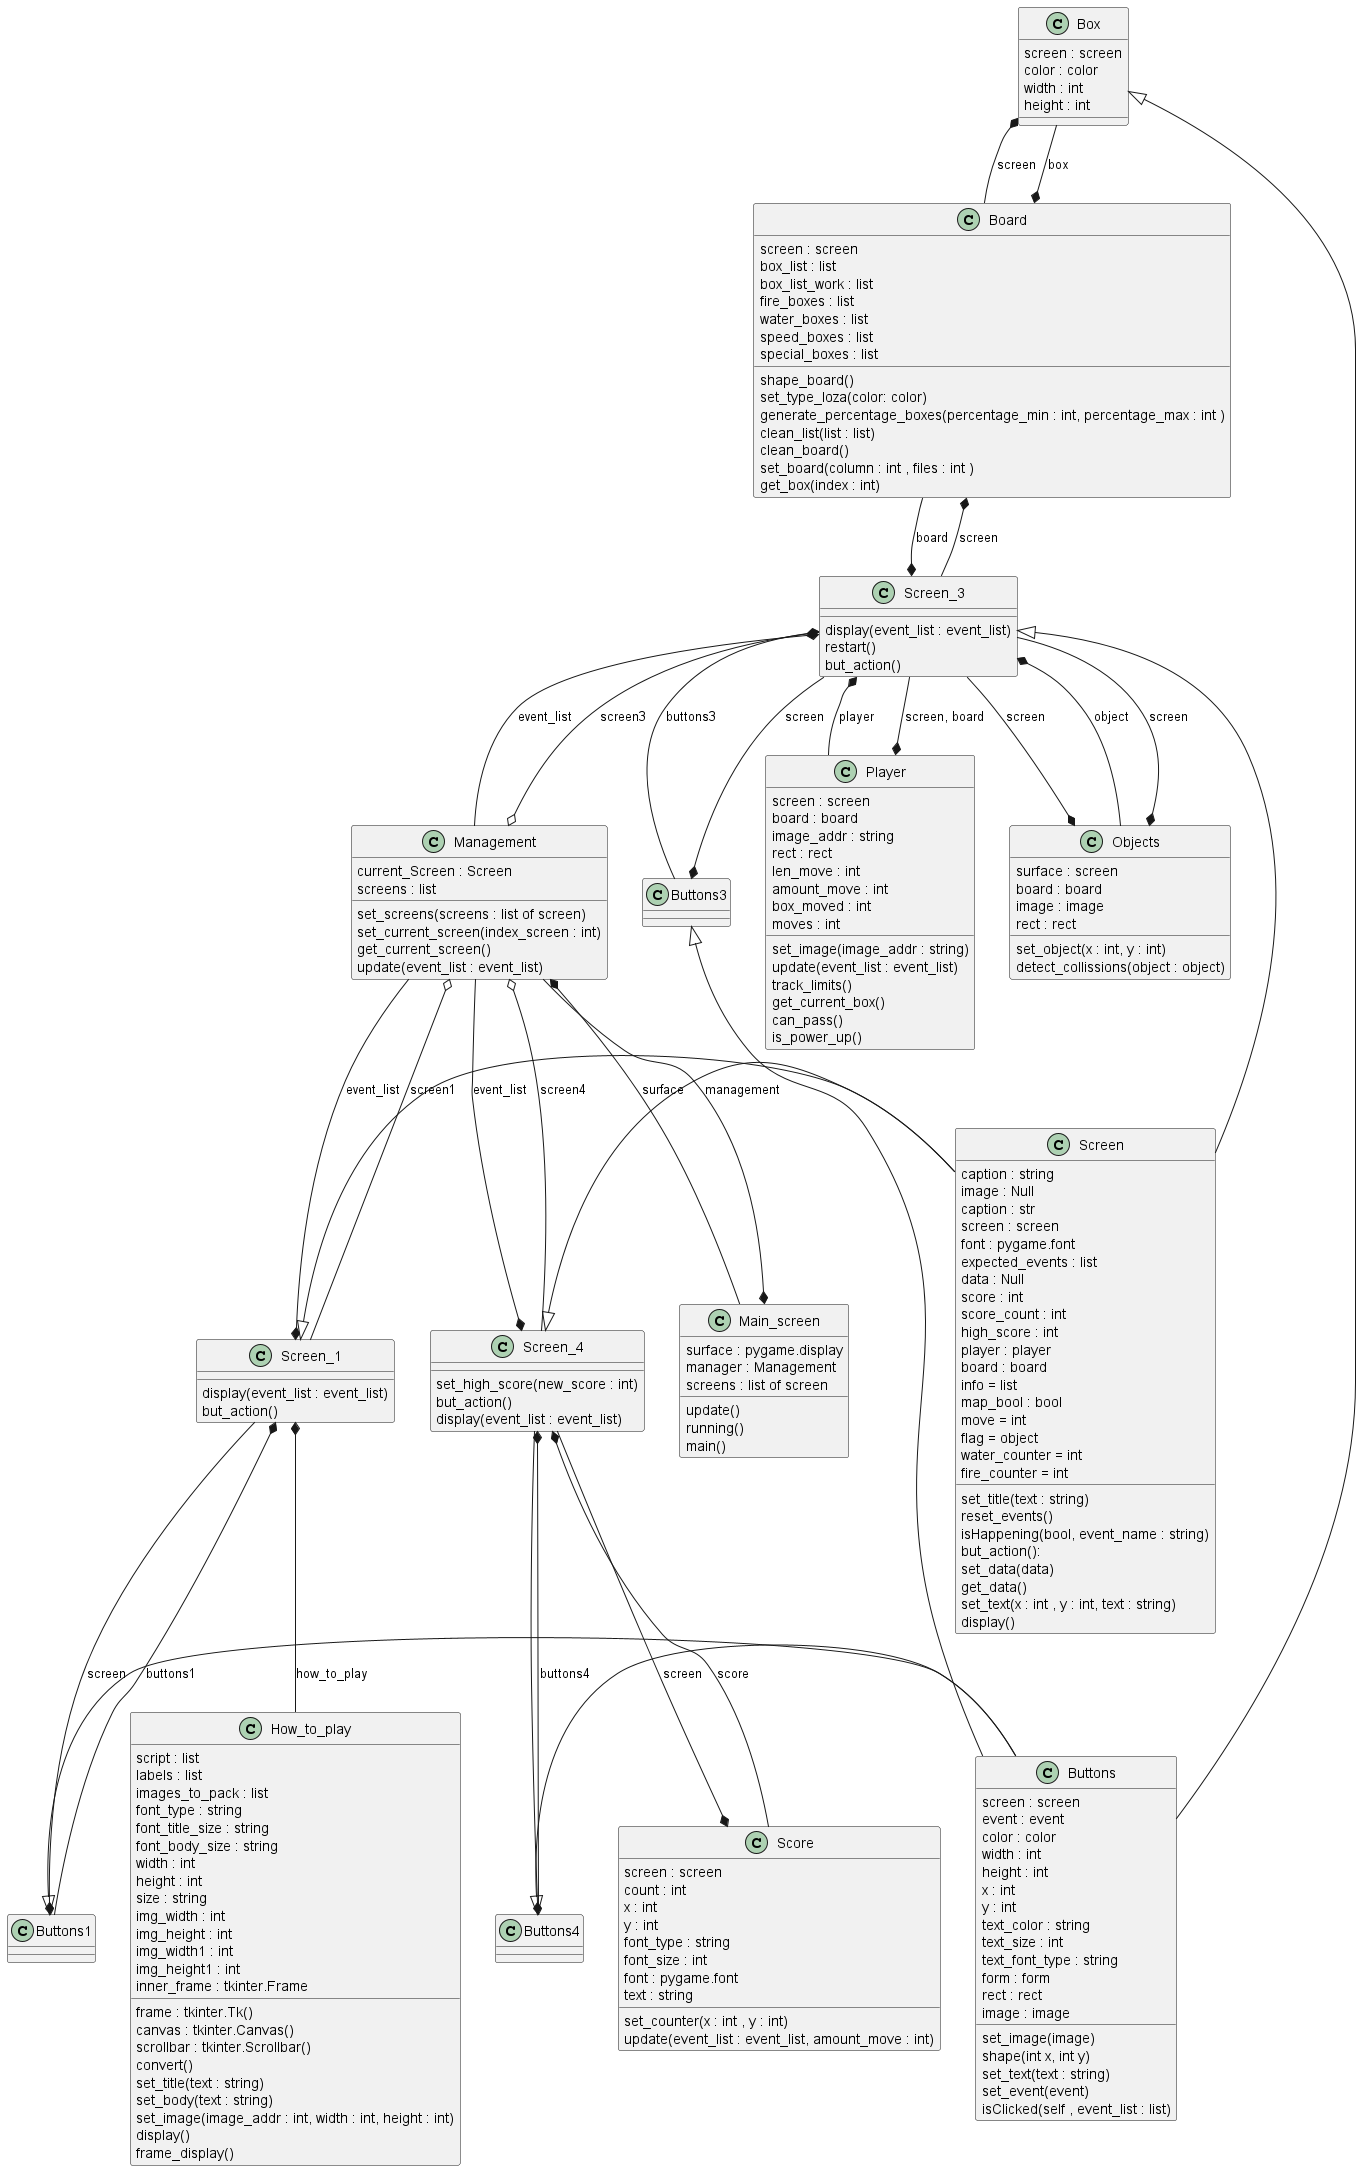 C Box
screen : screen
color : color
width : int
height : int
screen
box
C Board
screen : screen
box_list : list
box_list_work : list
fire_boxes : list
water_boxes : list
speed_boxes : list
special_boxes : list
shape_board()
set_type_loza(color: color)
generate_percentage_boxes(percentage_min : int, percentage_max : int )
clean_list(list : list)
clean_board()
set_board(column : int , files : int )
get_box(index : int)
board
screen
C Screen_3
display(event_list : event_list)
restart()
but_action()
event_list
screen3
buttons3
screen
player
screen, board
screen
object
screen
C Player
screen : screen
board : board
image_addr : string
rect : rect
len_move : int
amount_move : int
box_moved : int
moves : int
set_image(image_addr : string)
update(event_list : event_list)
track_limits()
get_current_box()
can_pass()
is_power_up()
C Management
current_Screen : Screen
screens : list
set_screens(screens : list of screen)
set_current_screen(index_screen : int)
get_current_screen()
update(event_list : event_list)
C Buttons3
C Objects
surface : screen
board : board
image : image
rect : rect
set_object(x : int, y : int)
detect_collissions(object : object)
event_list
screen1
event_list
screen4
surface
management
C Screen
caption : string
image : Null
caption : str
screen : screen
font : pygame.font
expected_events : list
data : Null
score : int
score_count : int
high_score : int
player : player
board : board
info = list
map_bool : bool
move = int
flag = object
water_counter = int
fire_counter = int
set_title(text : string)
reset_events()
isHappening(bool, event_name : string)
but_action():
set_data(data)
get_data()
set_text(x : int , y : int, text : string)
display()
C Screen_1
display(event_list : event_list)
but_action()
C Screen_4
set_high_score(new_score : int)
but_action()
display(event_list : event_list)
C Main_screen
surface : pygame.display
manager : Management
screens : list of screen
update()
running()
main()
screen
buttons1
how_to_play
buttons4
screen
score
C How_to_play
script : list
labels : list
images_to_pack : list
font_type : string
font_title_size : string
font_body_size : string
width : int
height : int
size : string
img_width : int
img_height : int
img_width1 : int
img_height1 : int
inner_frame : tkinter.Frame
frame : tkinter.Tk()
canvas : tkinter.Canvas()
scrollbar : tkinter.Scrollbar()
convert()
set_title(text : string)
set_body(text : string)
set_image(image_addr : int, width : int, height : int)
display()
frame_display()
C Buttons1
C Buttons4
C Score
screen : screen
count : int
x : int
y : int
font_type : string
font_size : int
font : pygame.font
text : string
set_counter(x : int , y : int)
update(event_list : event_list, amount_move : int)
C Buttons
screen : screen
event : event
color : color
width : int
height : int
x : int
y : int
text_color : string
text_size : int
text_font_type : string
form : form
rect : rect
image : image
set_image(image)
shape(int x, int y)
set_text(text : string)
set_event(event)
isClicked(self , event_list : list)